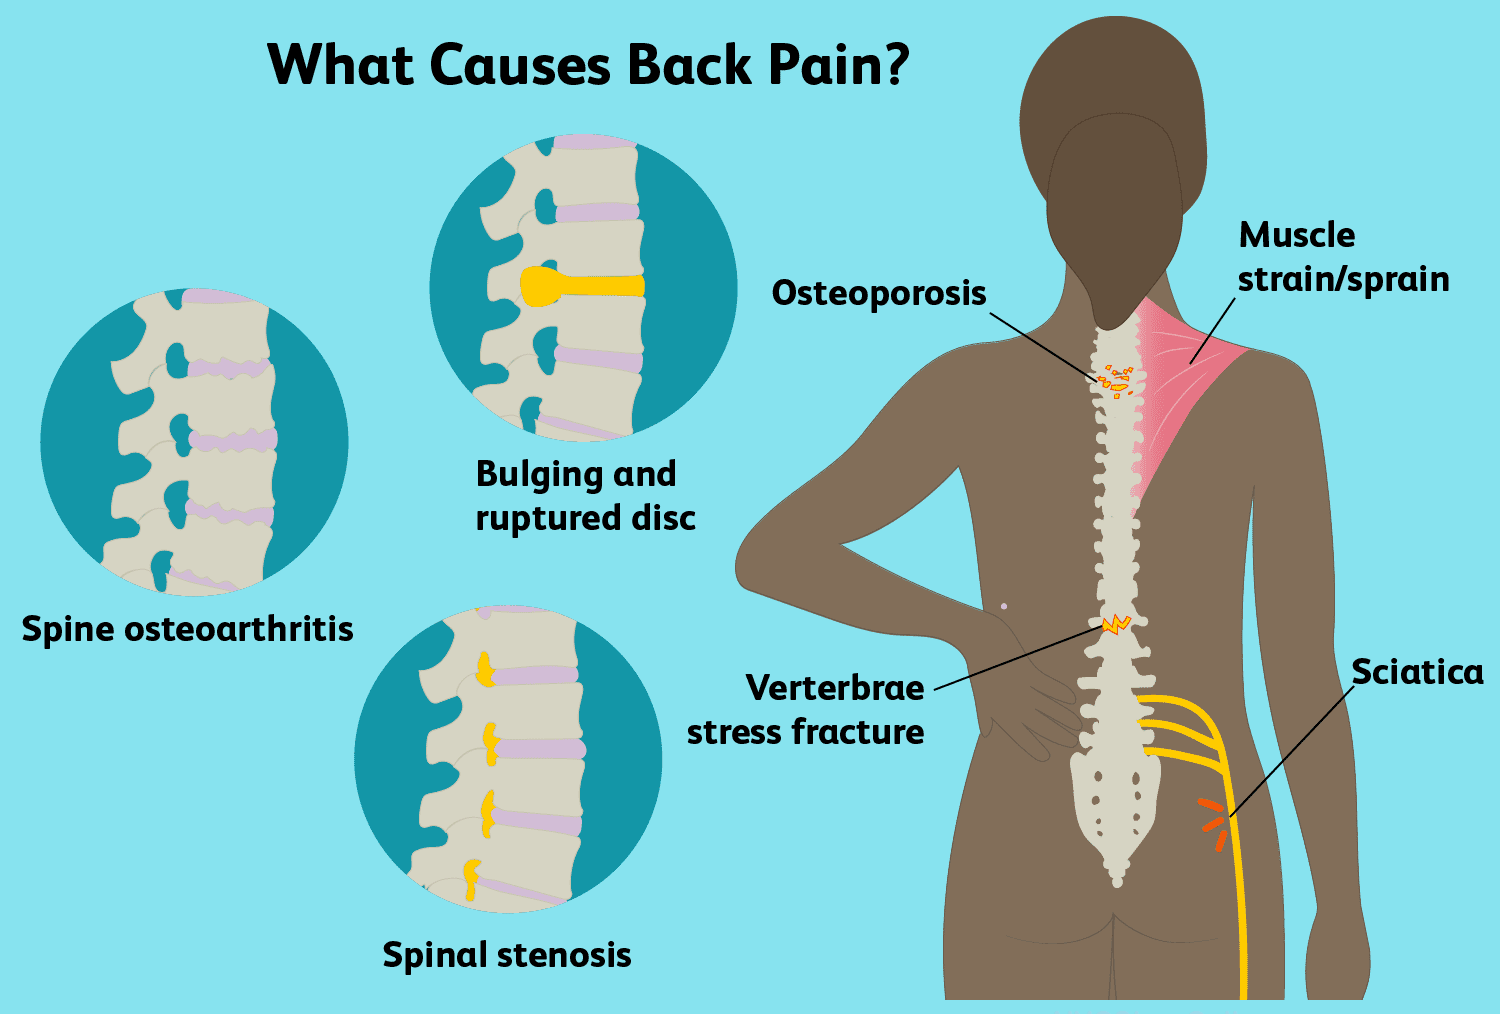 What Causes Back Pain?
Muscle
strain/sprain
Osteoporosis
Bulging and
ruptured disc
Spine osteoarthritis
Verterbrae
stress fracture
Sciatica
Spinal stenosis